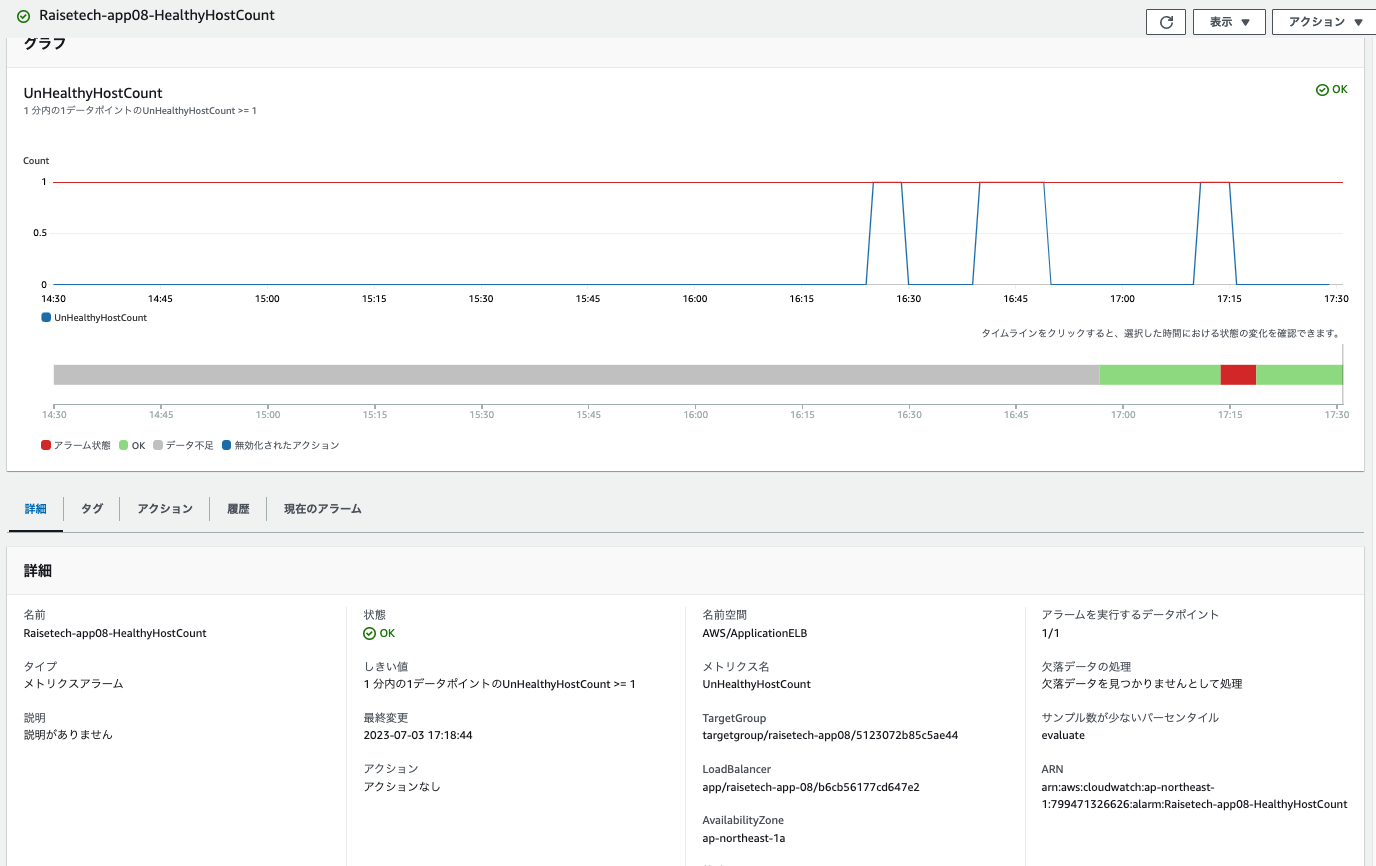 Raisetech-app08-HealthyHostCount
表示 ▼
アクション ▼
グラフ
UnHealthyHostCount
OK
1 分内の1データポイントのUnHealthyHostCount >= 1
Count
1
0.5
0
14:30 14:45 15:00 15:15 15:30 15:45 16:00 16:15 16:30 16:45 17:00 17:15 17:30
UnHealthyHostCount
タイムラインをクリックすると、選択した時間における状態の変化を確認できます。
14:30 14:45 15:00 15:15 15:30 15:45 16:00 16:15 16:30 16:45 17:00 17:15 17:30
アラーム状態 OK データ不足 無効化されたアクション
詳細 タグ アクション 履歴 現在のアラーム
詳細
名前
Raisetech-app08-HealthyHostCount
タイプ
メトリクスアラーム
説明
説明がありません
状態
OK
しきい値
1 分内の1データポイントのUnHealthyHostCount >= 1
最終変更
2023-07-03 17:18:44
アクション
アクションなし
名前空間
AWS/ApplicationELB
メトリクス名
UnHealthyHostCount
TargetGroup
targetgroup/raisetech-app08/5123072b85c5ae44
LoadBalancer
app/raisetech-app-08/b6cb56177cd647e2
AvailabilityZone
ap-northeast-1a
アラームを実行するデータポイント
1/1
欠落データの処理
欠落データを見つかりませんとして処理
サンプル数が少ないパーセンタイル
evaluate
ARN
arn:aws:cloudwatch:ap-northeast-
1:799471326626:alarm:Raisetech-app08-HealthyHostCount